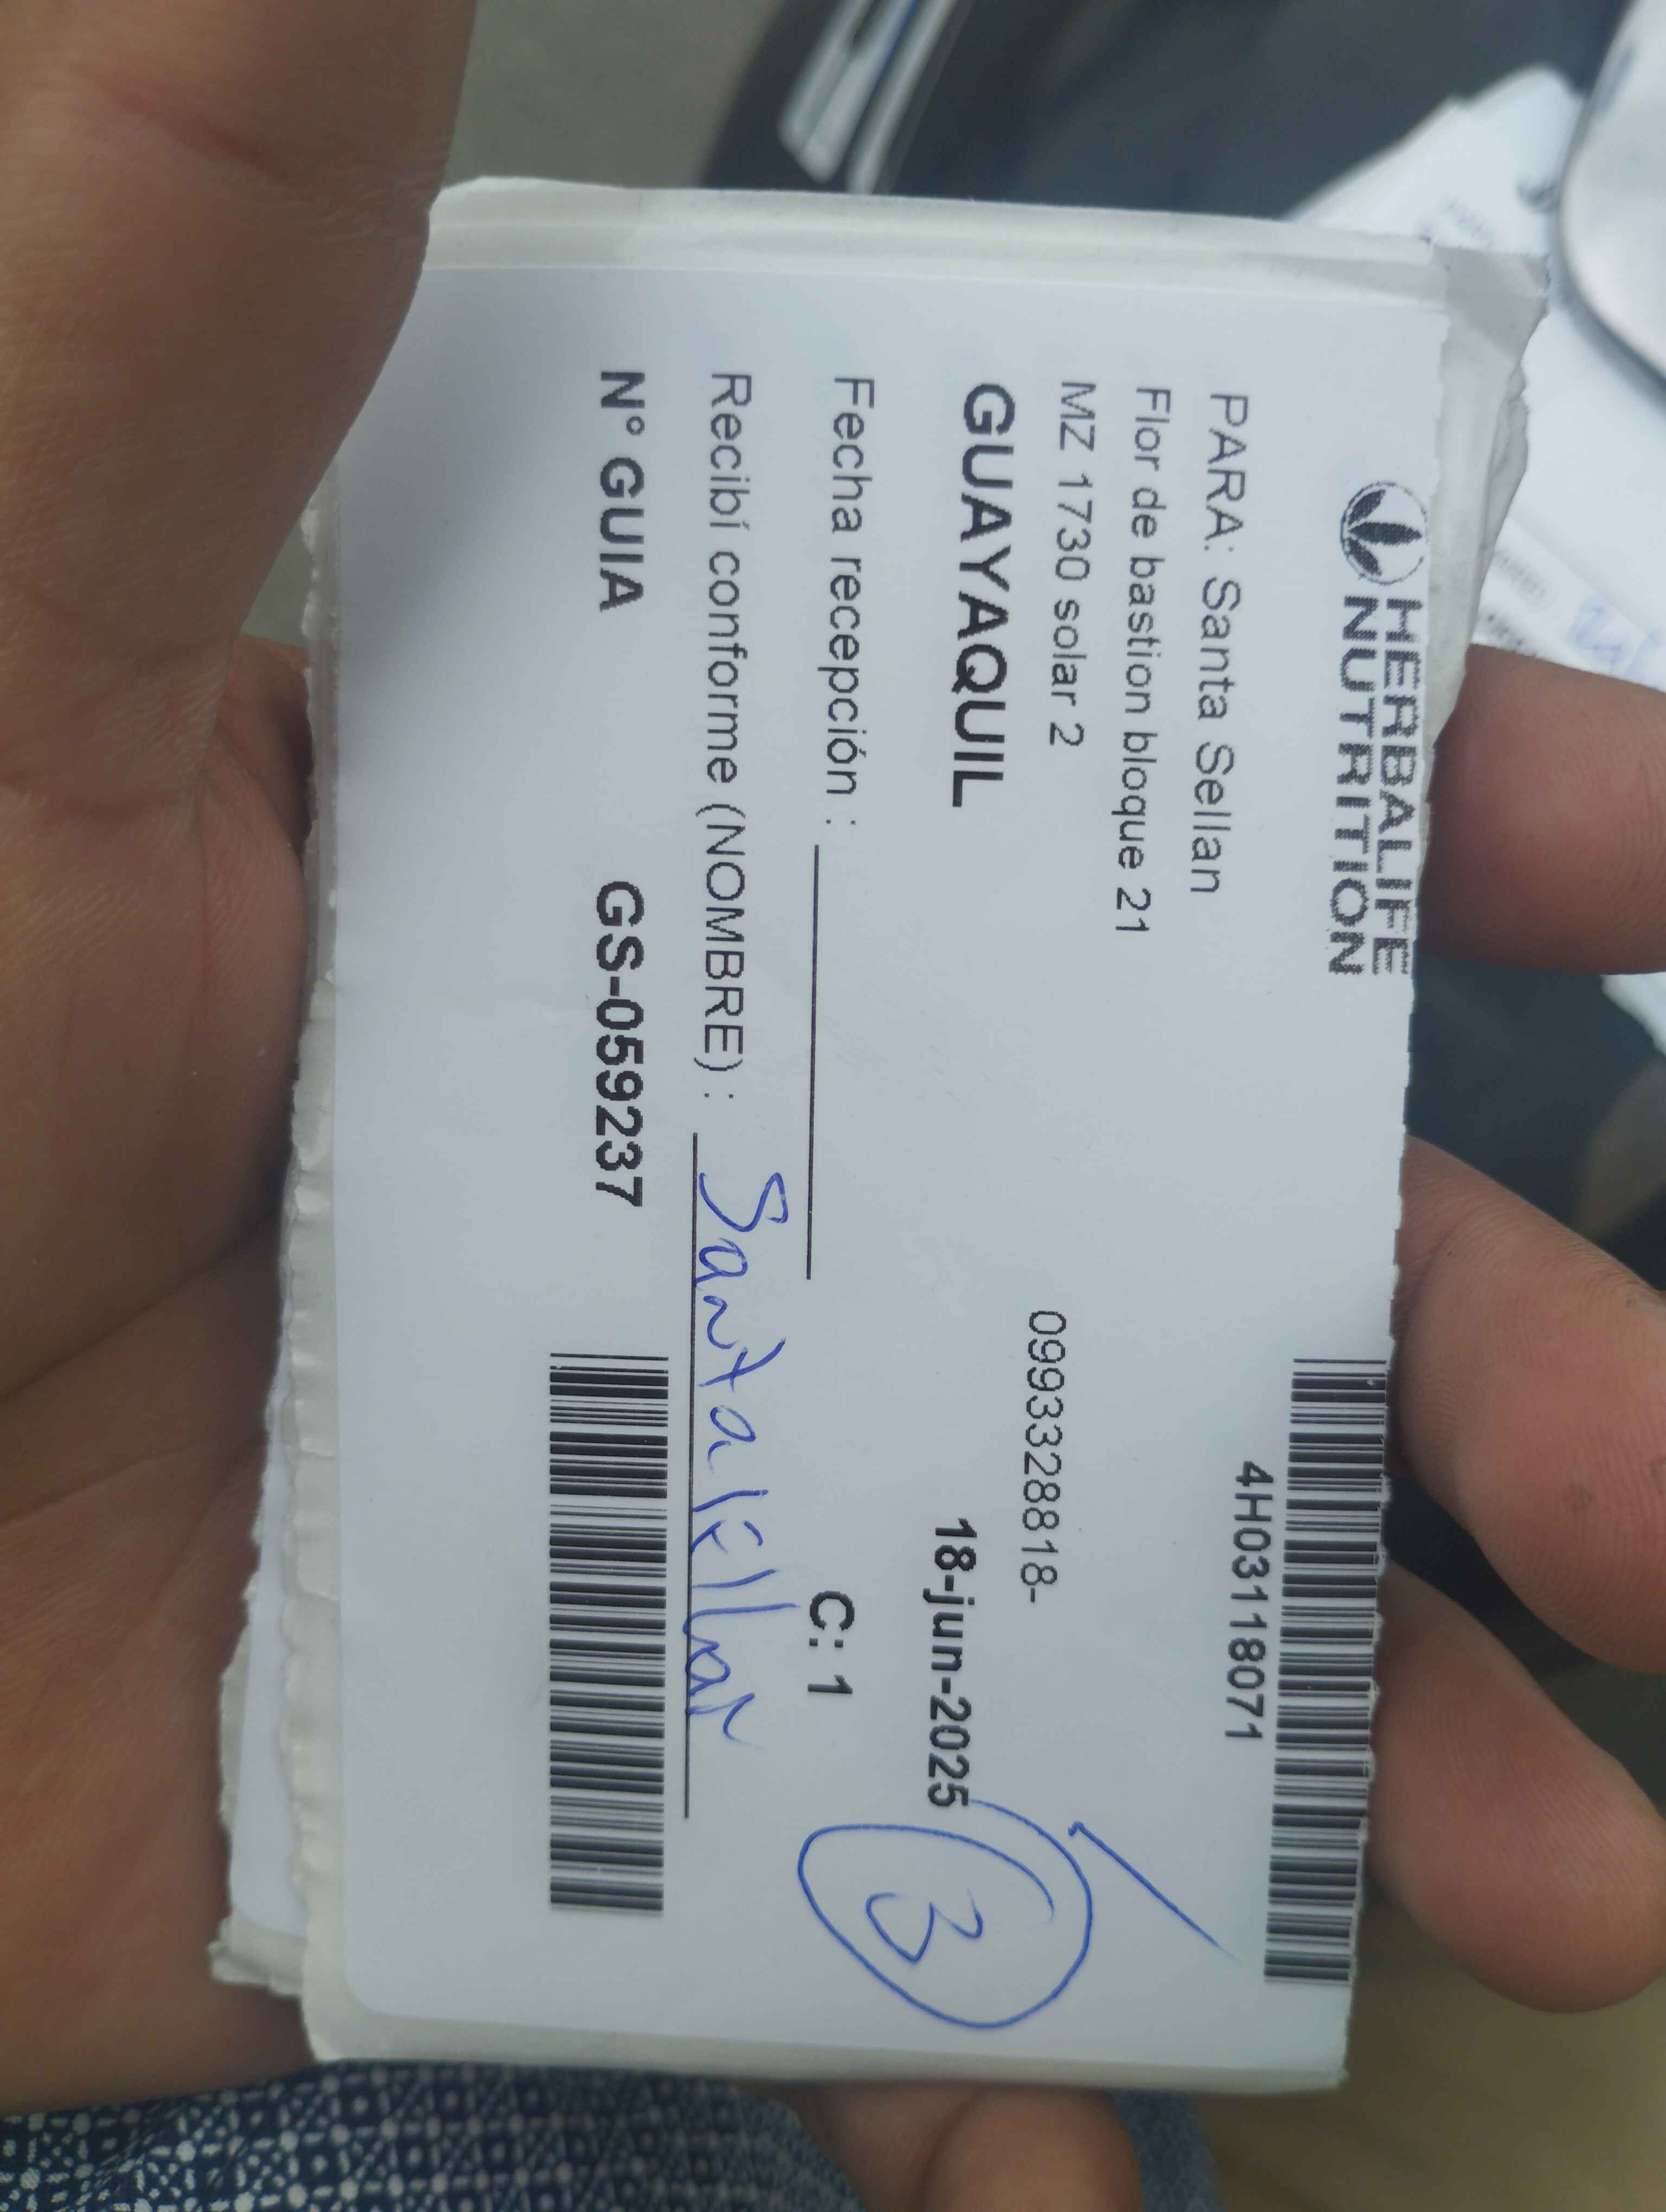 HERBALIFE
NUTRITION
4H03118071
PARA: Santa Sellan
Flor de bastion bloque 21
MZ 1730 solar 2
0993328818-
GUAYAQUIL
18-jun-2025
3
Fecha recepción :
C: 1
Recibí conforme (NOMBRE) : Santa Sellan
N° GUIA GS-059237